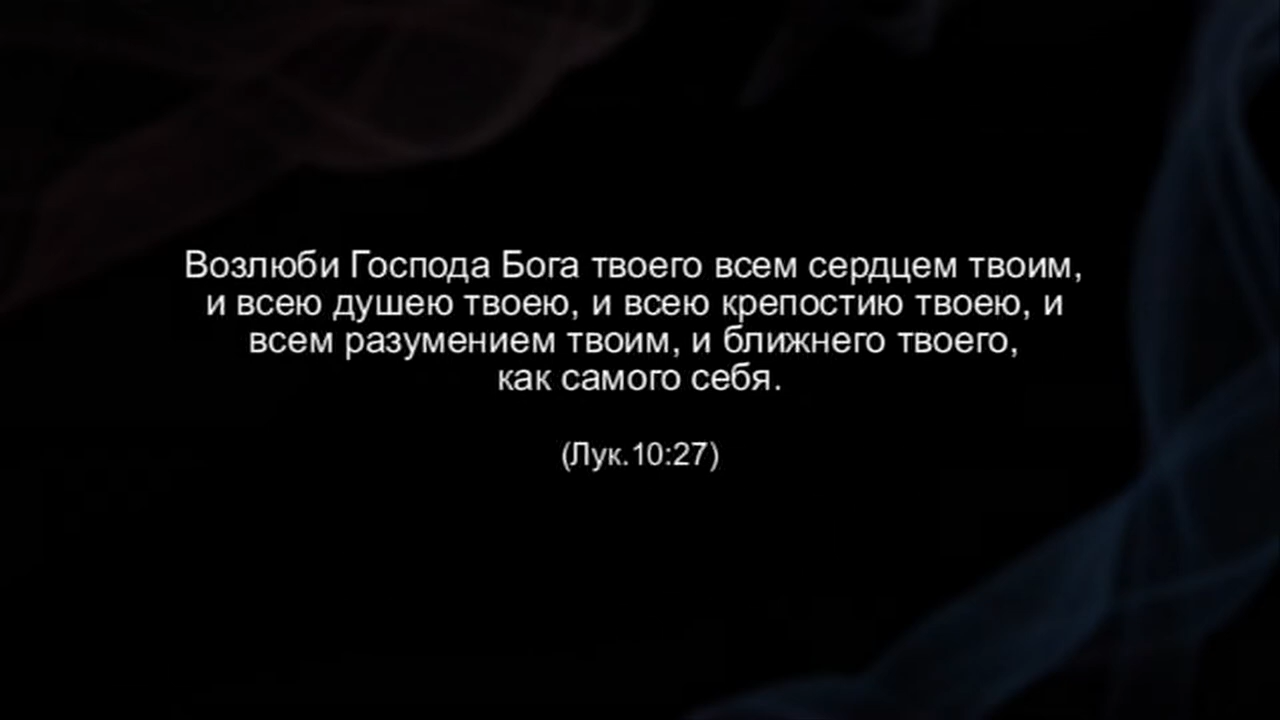 Возлюби Господа Бога твоего всем сердцем твоим,
и всею душею твоею, и всею крепостию твоею, и
всем разумением твоим, и ближнего твоего,
как самого себя.
(Лук.10:27)